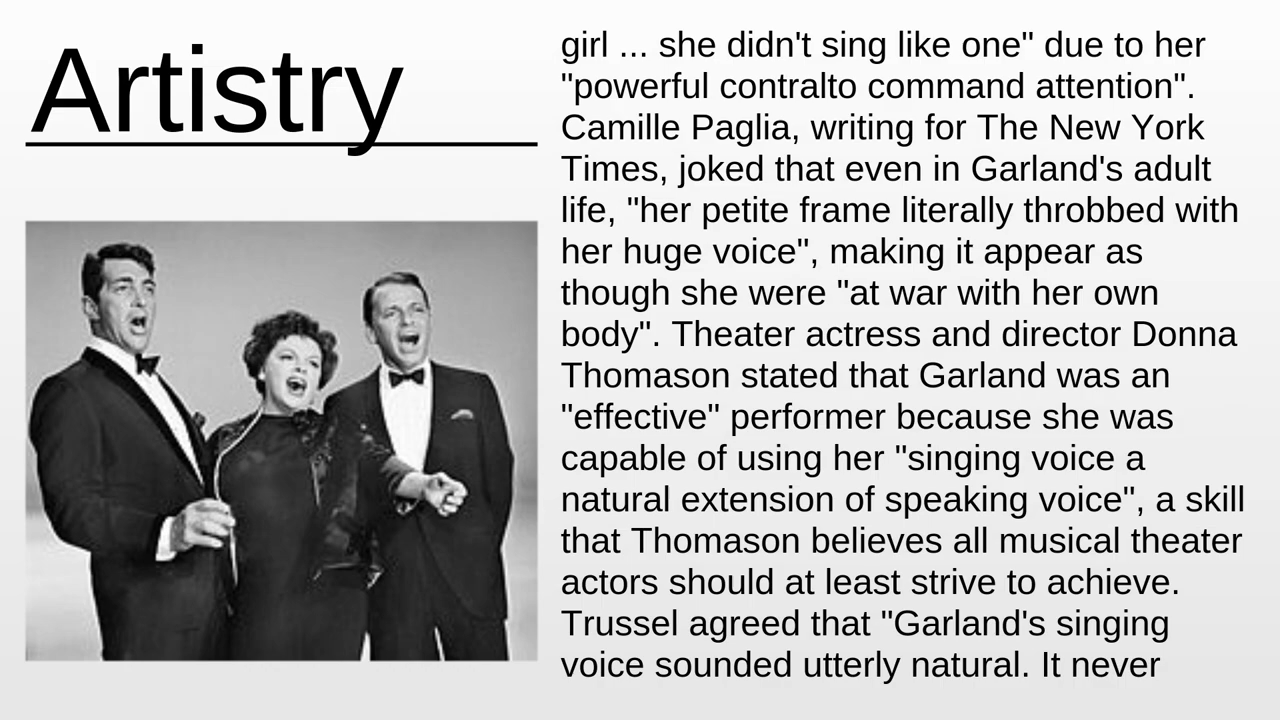 Artistry
girl ... she didn't sing like one" due to her
"powerful contralto command attention".
Camille Paglia, writing for The New York
Times, joked that even in Garland's adult
life, "her petite frame literally throbbed with
her huge voice", making it appear as
though she were "at war with her own
body". Theater actress and director Donna
Thomason stated that Garland was an
"effective" performer because she was
capable of using her "singing voice a
natural extension of speaking voice", a skill
that Thomason believes all musical theater
actors should at least strive to achieve.
Trussel agreed that "Garland's singing
voice sounded utterly natural. It never